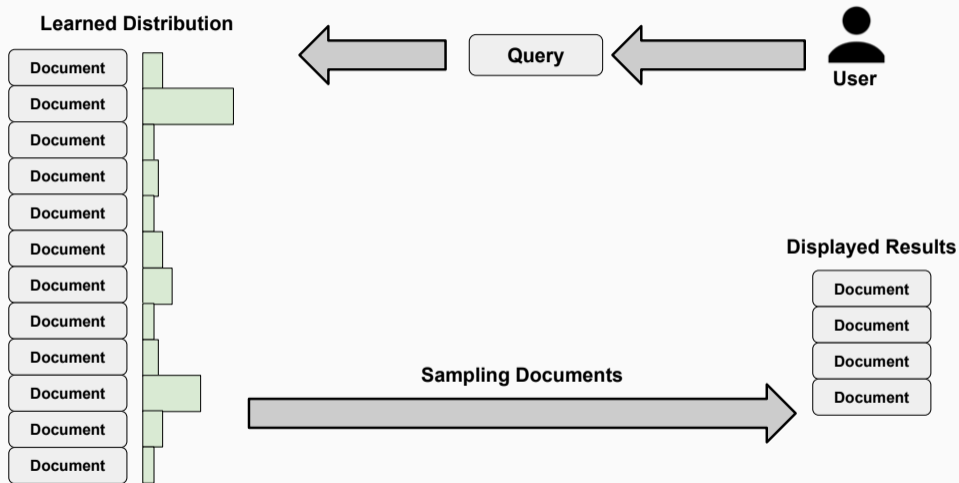 Learned Distribution
Document
Document
Document
Document
Document
Document
Document
Document
Document
Document
Document
Document
Query
User
Sampling Documents
Displayed Results
Document
Document
Document
Document